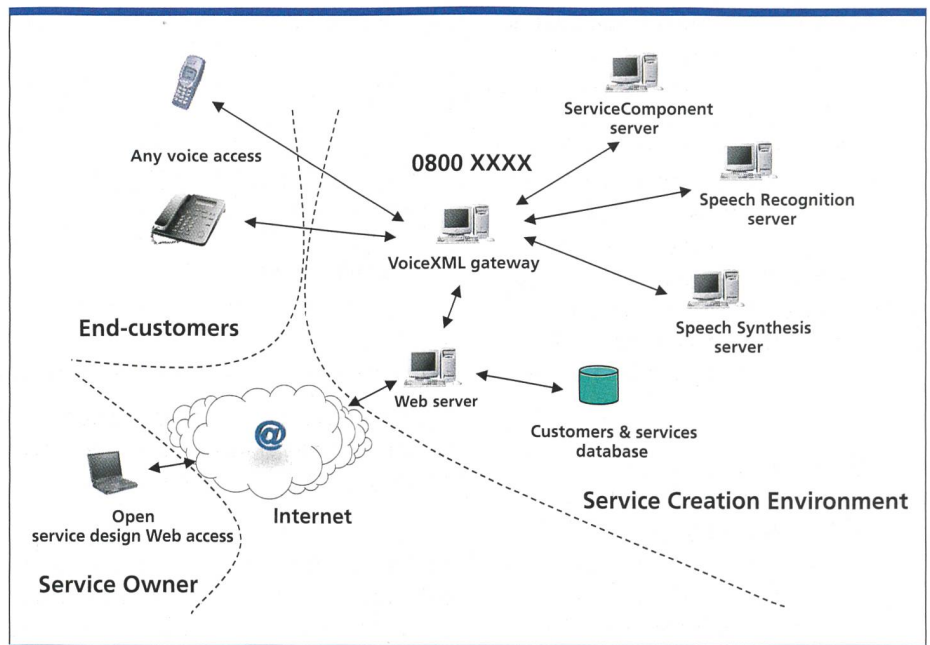 ServiceComponent
server
Any voice access
0800 XXXX
Speech Recognition
server
VoiceXML gateway
End-customers
Speech Synthesis
server
Web server
@
Customers & services
database
Service Creation Environment
Internet
Open
service design Web access
Service Owner